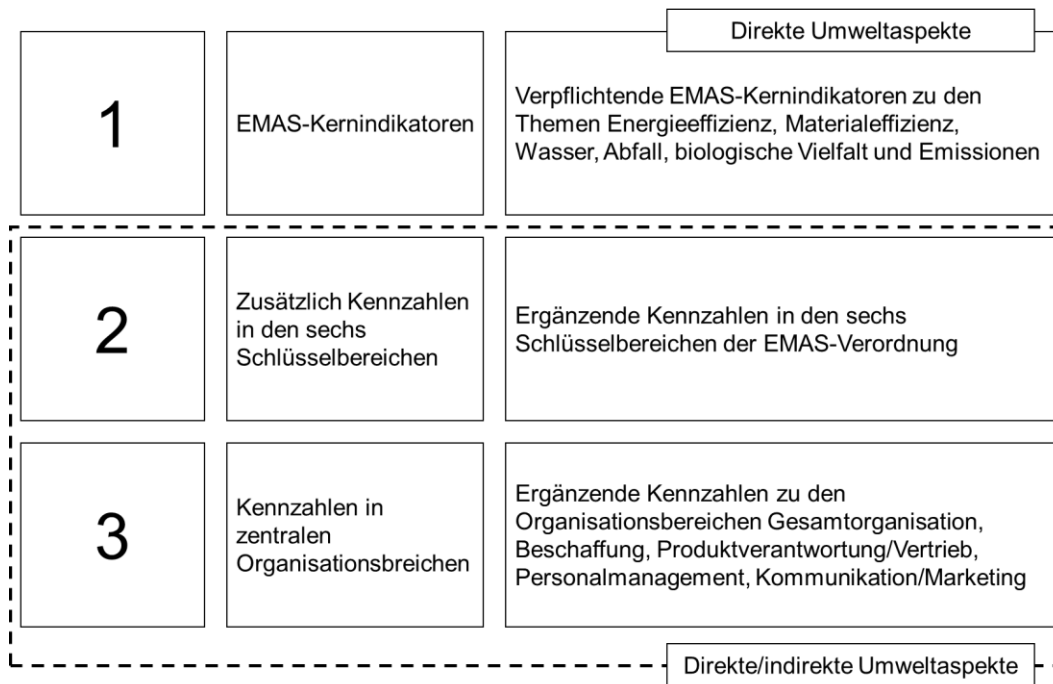 Direkte Umweltaspekte
1
EMAS-Kernindikatoren
Verpflichtende EMAS-Kernindikatoren zu den
Themen Energieeffizienz, Materialeffizienz,
Wasser, Abfall, biologische Vielfalt und Emissionen
2
Zusätzlich Kennzahlen
in den sechs
Schlüsselbereichen
Ergänzende Kennzahlen in den sechs
Schlüsselbereichen der EMAS-Verordnung
3
Kennzahlen in
zentralen
Organisationsbreichen
Ergänzende Kennzahlen zu den
Organisationsbereichen Gesamtorganisation,
Beschaffung, Produktverantwortung/Vertrieb,
Personalmanagement, Kommunikation/Marketing
Direkte/indirekte Umweltaspekte